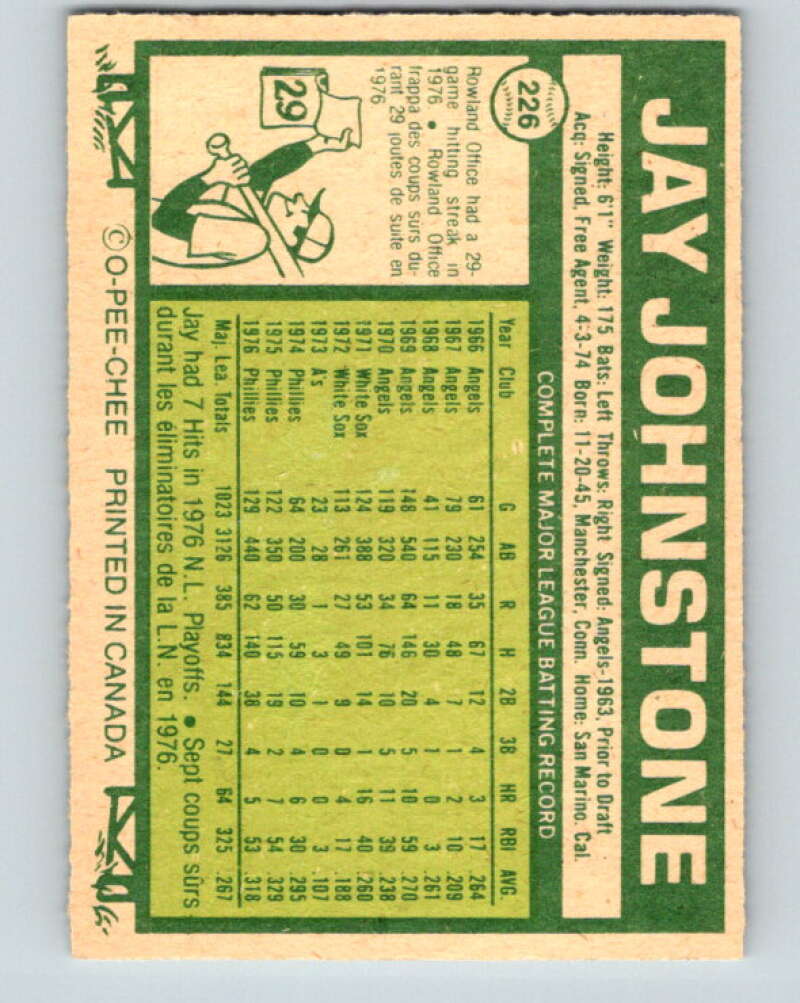 JAY JOHNSTONE
Height: 6'1" Weight: 175 Bats: Left Throws: Right Signed: Angels-1963, Prior to Draft
Acq: Signed, Free Agent, 4-3-74 Born: 11-20-45, Manchester, Conn. Home: San Marino, Cal.
226
Rowland Office had a 29-
game hitting streak in
1976. • Rowland Office
frappa des coups sûrs du-
rant 29 joutes de suite en
1976
29
COMPLETE MAJOR LEAGUE BATTING RECORD
Year Club G AB R H 2B 3B HR RBI AVG.
1966 Angels 61 254 35 67 12 4 3 17 .264
1967 Angels 79 230 18 48 7 1 2 10 .209
1968 Angels 41 115 11 30 4 1 0 3 .261
1969 Angels 148 540 64 146 20 5 10 59 .270
1970 Angels 119 320 34 76 10 5 11 39 .238
1971 White Sox 124 388 53 101 14 1 16 40 .260
1972 White Sox 113 261 27 49 9 0 4 17 .188
1973 A's 23 28 1 3 1 0 0 3 .107
1974 Phillies 64 200 30 59 10 4 6 30 .295
1975 Phillies 122 350 50 115 19 2 7 54 .329
1976 Phillies 129 440 62 140 38 4 5 53 .318
Maj. Lea. Totals 1023 3126 385 834 144 27 64 325 .267
Jay had 7 Hits in 1976 N.L. Playoffs. • Sept coups sûrs
durant les éliminatoires de la L.N. en 1976.
© O-PEE-CHEE PRINTED IN CANADA